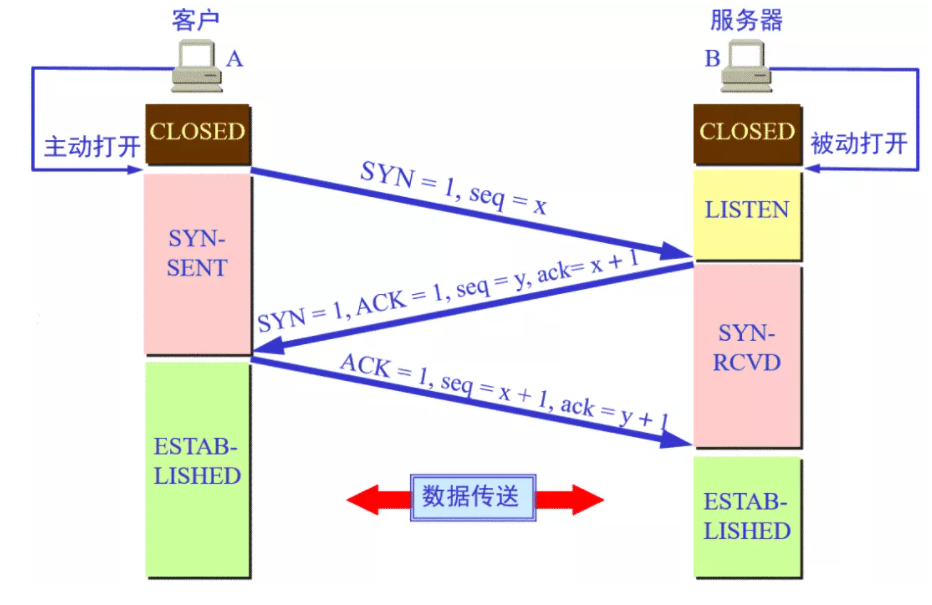 客户
服务器
A
B
CLOSED
CLOSED
主动打开
被动打开
SYN = 1, seq = x
LISTEN
SYN-
SENT
SYN = 1, ACK = 1, seq = y, ack= x + 1
SYN-
RCVD
ACK = 1, seq = x + 1, ack = y + 1
ESTAB-
LISHED
数据传送
ESTAB-
LISHED